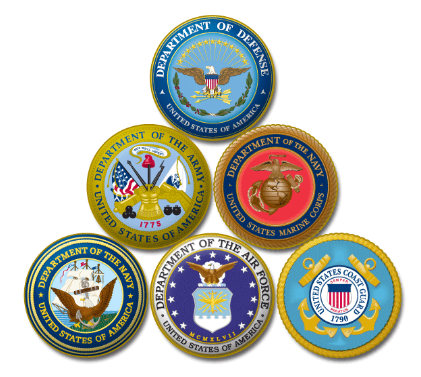 DEPARTMENT OF DEFENSE
UNITED STATES OF AMERICA
DEPARTMENT OF THE ARMY
1775
UNITED STATES OF AMERICA
DEPARTMENT OF THE NAVY
UNITED STATES MARINE CORPS
DEPARTMENT OF THE NAVY
UNITED STATES OF AMERICA
DEPARTMENT OF THE AIR FORCE
MCMXLVII
UNITED STATES OF AMERICA
UNITED STATES COAST GUARD
1790